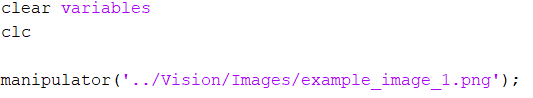 clear variables
clc
manipulator('../Vision/Images/example_image_1.png');